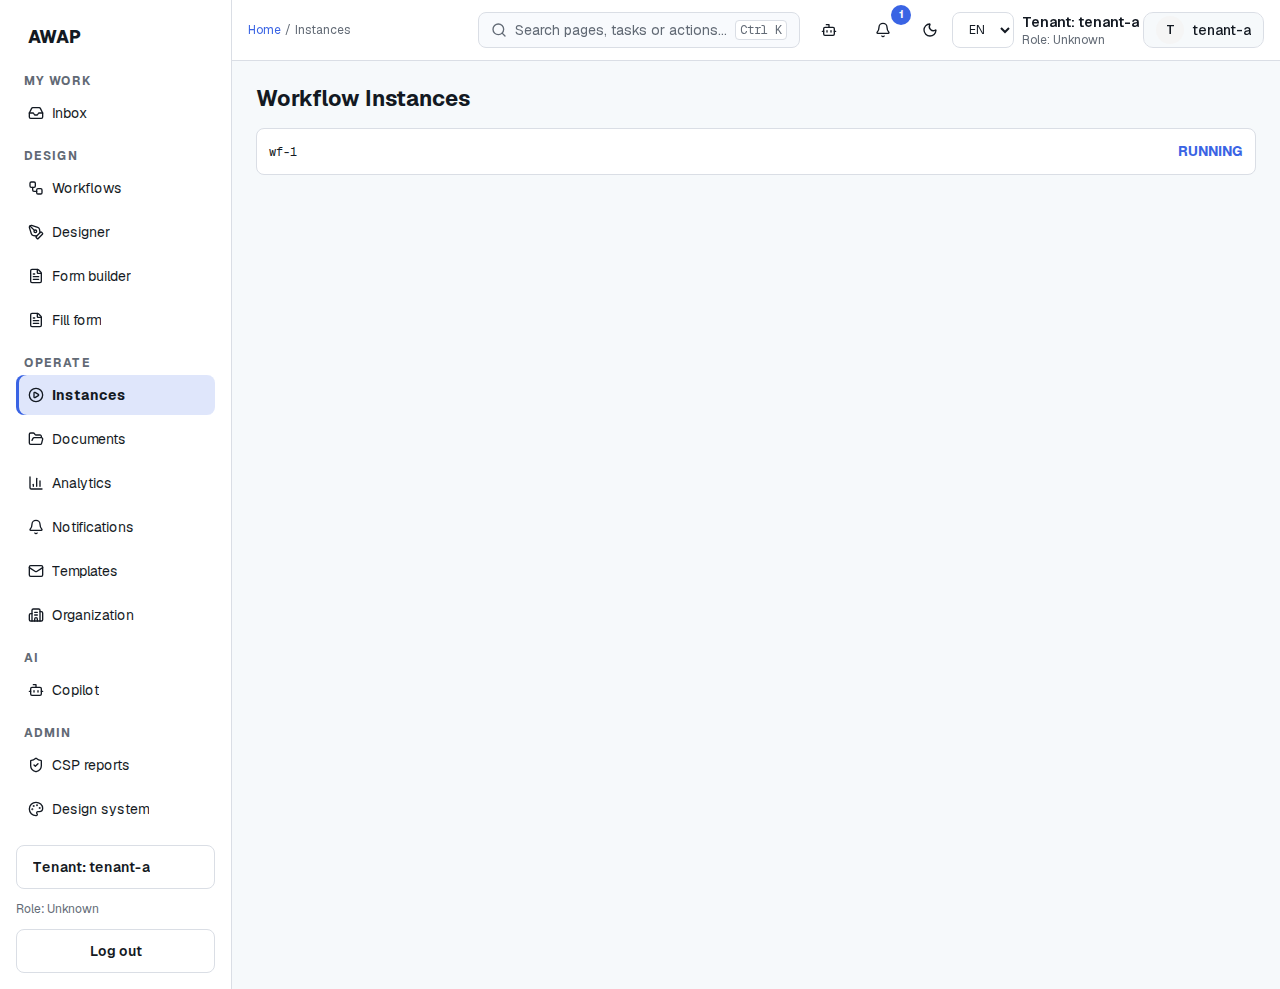 AWAP
MY WORK
Inbox
DESIGN
Workflows
Designer
Form builder
Fill form
OPERATE
Instances
Documents
Analytics
Notifications
Templates
Organization
AI
Copilot
ADMIN
CSP reports
Design system
Tenant: tenant-a
Role: Unknown
Log out
Home / Instances
Search pages, tasks or actions... Ctrl K
1
EN
Tenant: tenant-a
Role: Unknown
T tenant-a
Workflow Instances
wf-1 RUNNING